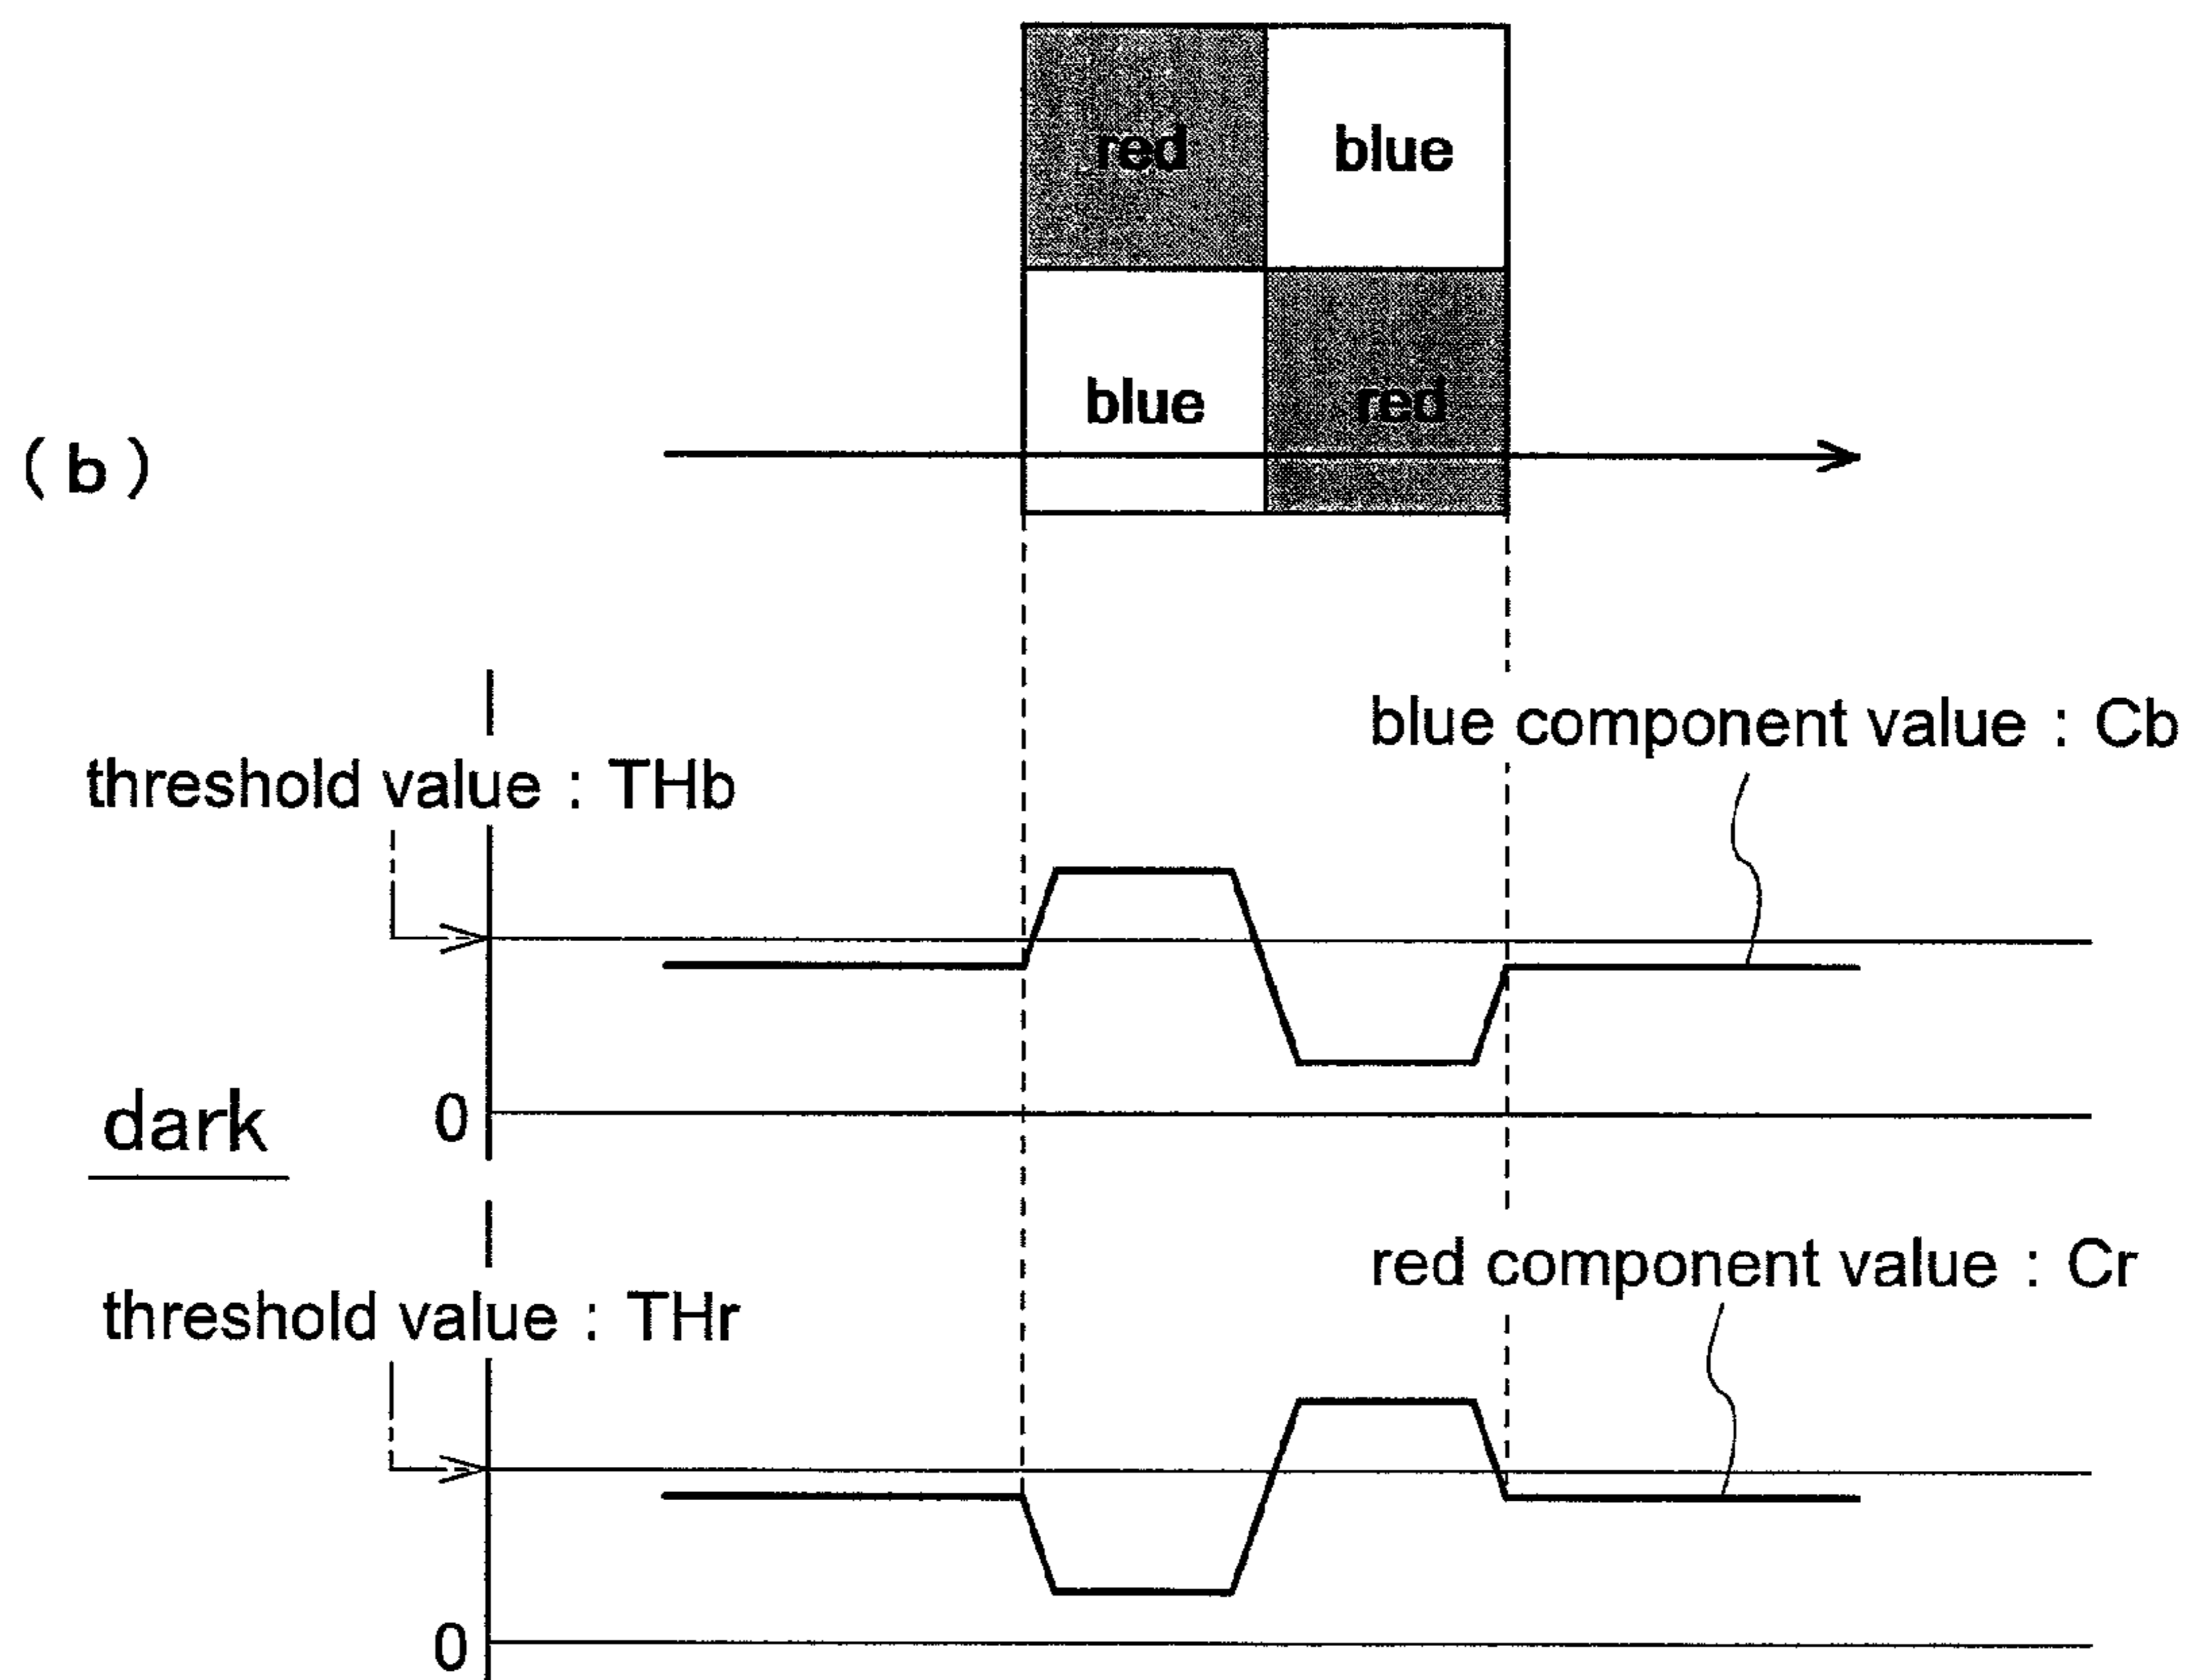 red blue
blue red
(b)
blue component value : Cb
threshold value : THb
dark
0
red component value : Cr
threshold value : THr
0